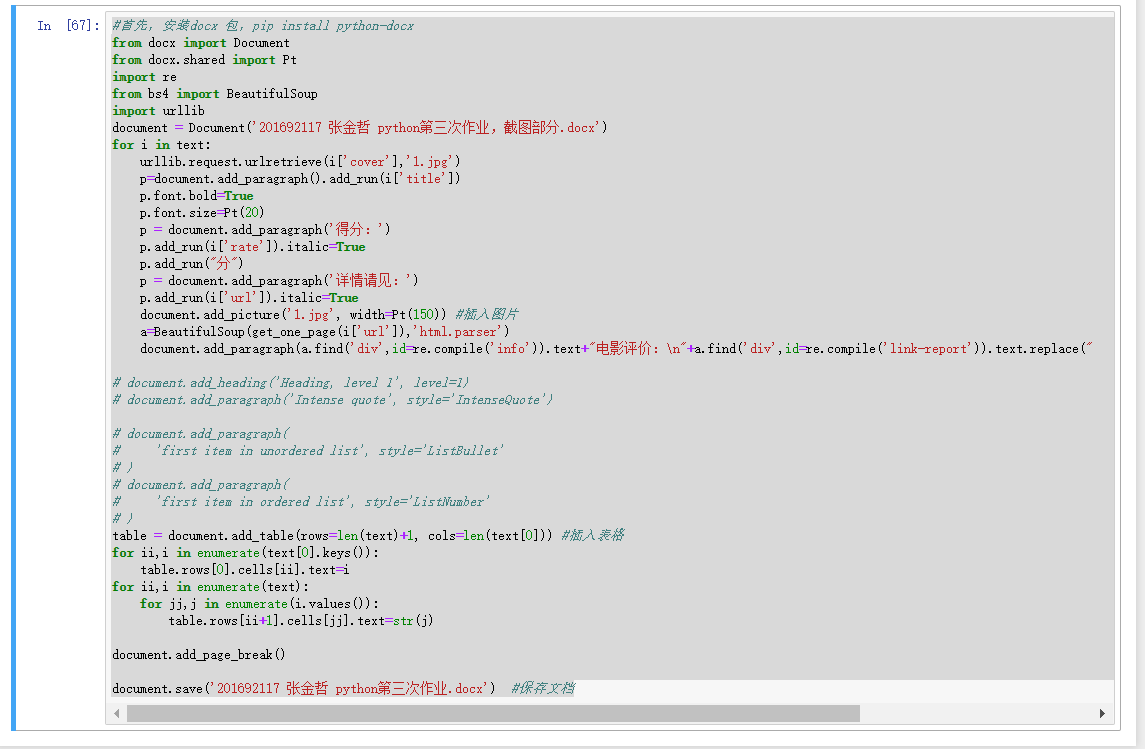 In [67]:
#首先，安装docx 包，pip install python-docx
from docx import Document
from docx.shared import Pt
import re
from bs4 import BeautifulSoup
import urllib
document = Document('201692117 张金哲 python第三次作业，截图部分.docx')
for i in text:
    urllib.request.urlretrieve(i['cover'],'1.jpg')
    p=document.add_paragraph().add_run(i['title'])
    p.font.bold=True
    p.font.size=Pt(20)
    p = document.add_paragraph('得分：')
    p.add_run(i['rate']).italic=True
    p.add_run("分")
    p = document.add_paragraph('详情请见：')
    p.add_run(i['url']).italic=True
    document.add_picture('1.jpg', width=Pt(150)) #插入图片
    a=BeautifulSoup(get_one_page(i['url']),'html.parser')
    document.add_paragraph(a.find('div',id=re.compile('info')).text+"电影评价：\n"+a.find('div',id=re.compile('link-report')).text.replace("
# document.add_heading('Heading, level 1', level=1)
# document.add_paragraph('Intense quote', style='IntenseQuote')
# document.add_paragraph(
#     'first item in unordered list', style='ListBullet'
# )
# document.add_paragraph(
#     'first item in ordered list', style='ListNumber'
# )
table = document.add_table(rows=len(text)+1, cols=len(text[0])) #插入表格
for ii,i in enumerate(text[0].keys()):
    table.rows[0].cells[ii].text=i
for ii,i in enumerate(text):
    for jj,j in enumerate(i.values()):
        table.rows[ii+1].cells[jj].text=str(j)
document.add_page_break()
document.save('201692117 张金哲 python第三次作业.docx')  #保存文档